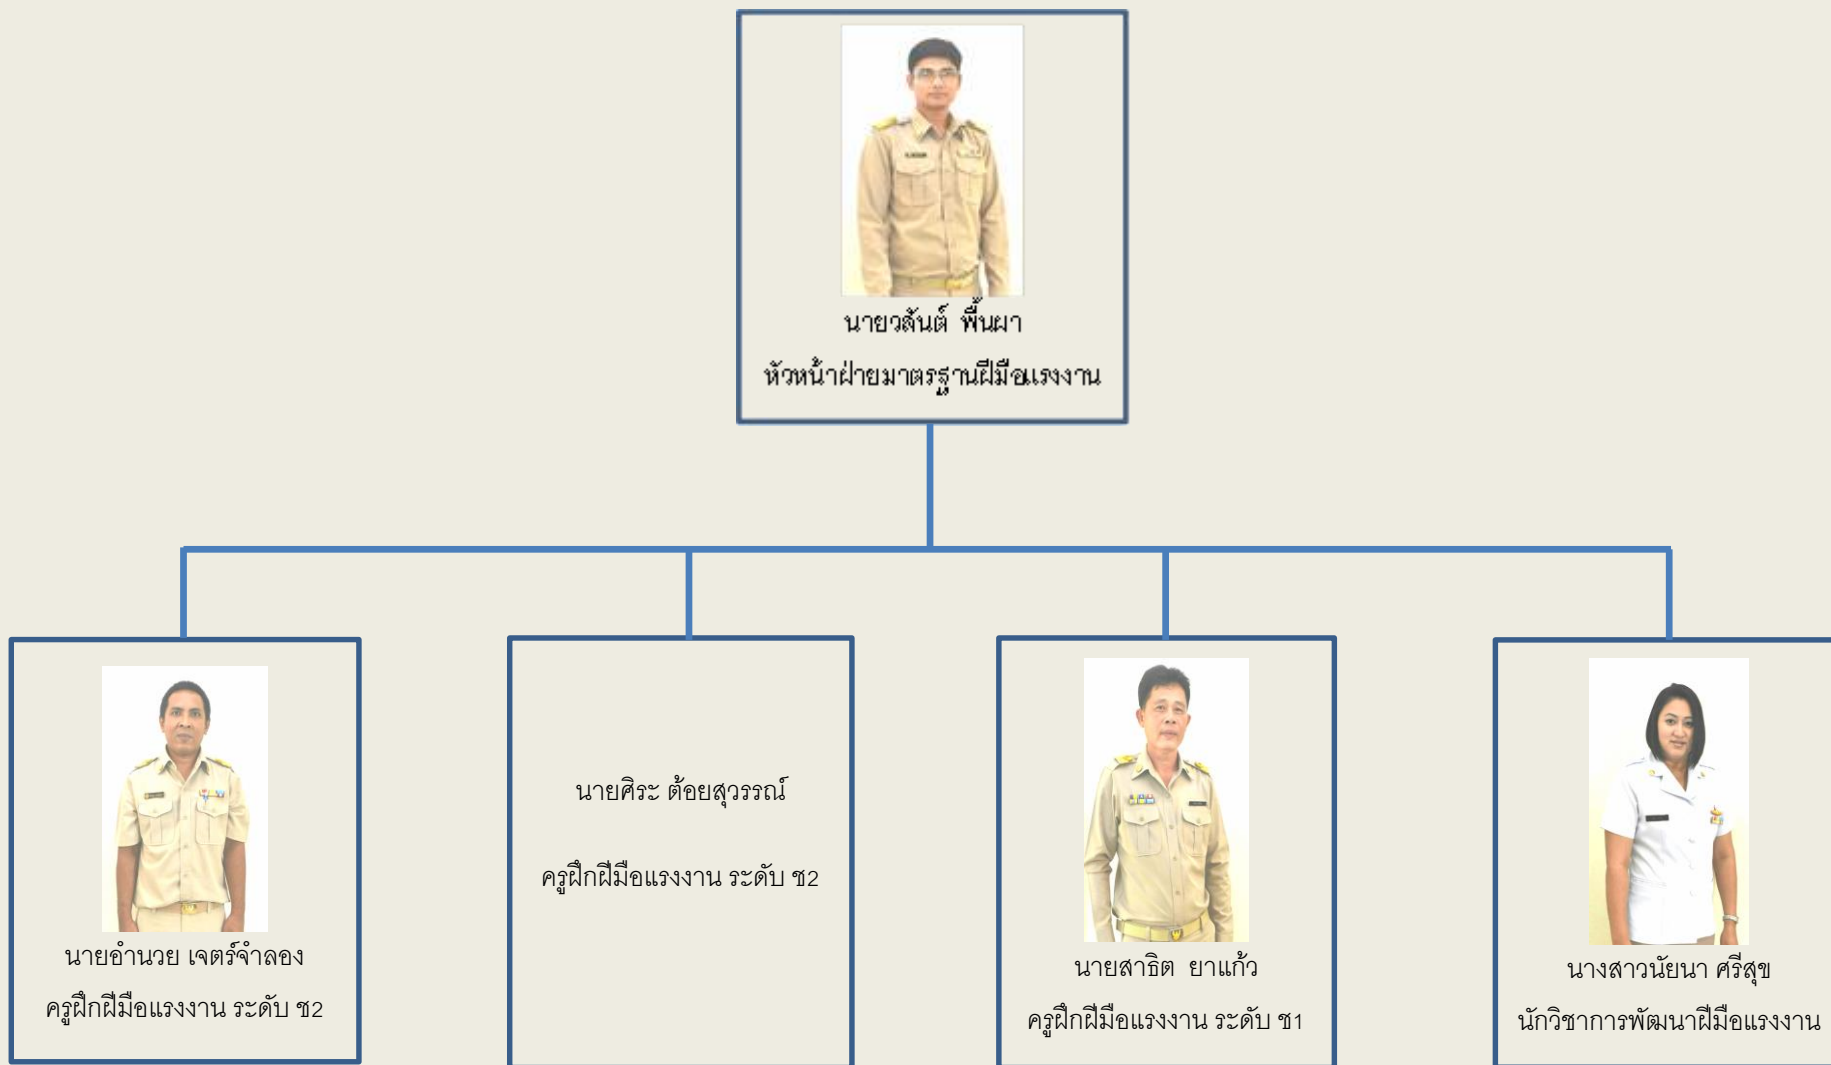 นายวสันต์ พื้นผา
หัวหน้าฝ่ายมาตรฐานฝีมือแรงงาน
นายอำนวย เจตร์จำลอง
ครูฝึกฝีมือแรงงาน ระดับ ช2
นายศิระ ต้อยสุวรรณ์
ครูฝึกฝีมือแรงงาน ระดับ ช2
นายสาธิต ยาแก้ว
ครูฝึกฝีมือแรงงาน ระดับ ช1
นางสาวนัยนา ศรีสุข
นักวิชาการพัฒนาฝีมือแรงงาน